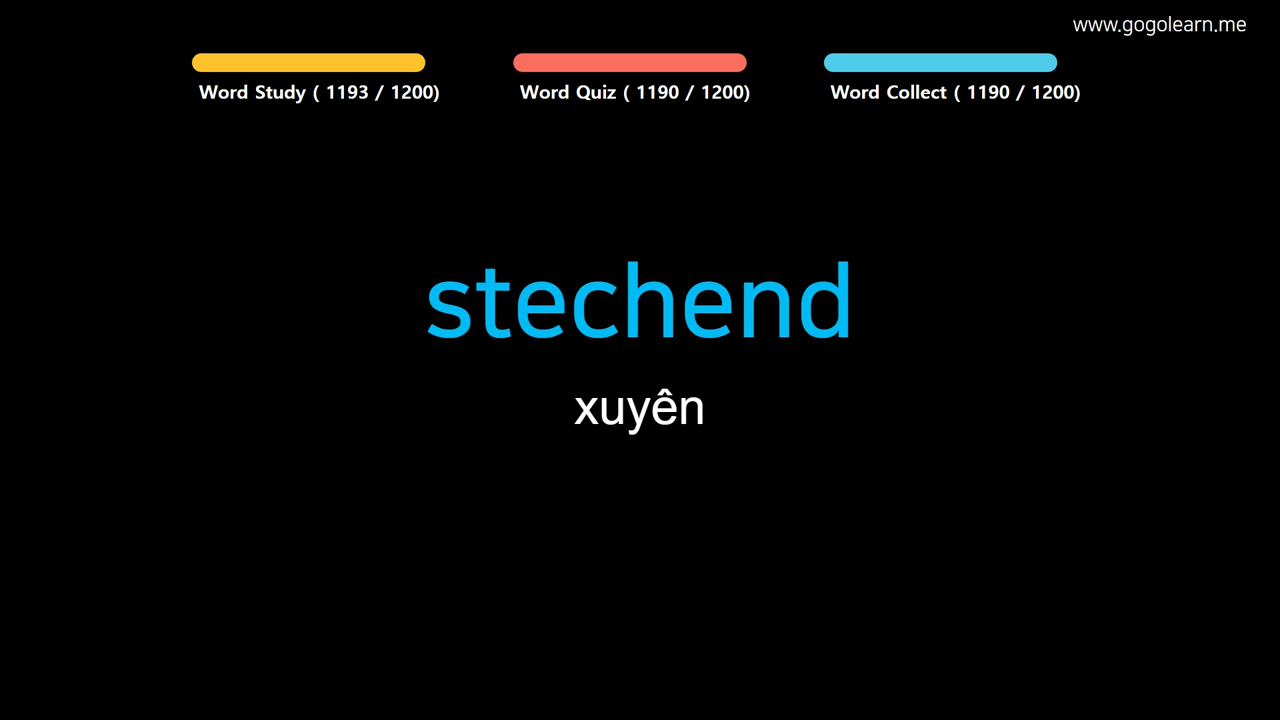 www.gogolearn.me
Word Study ( 1193 / 1200)
Word Quiz ( 1190 / 1200)
Word Collect ( 1190 / 1200)
stechend
xuyên